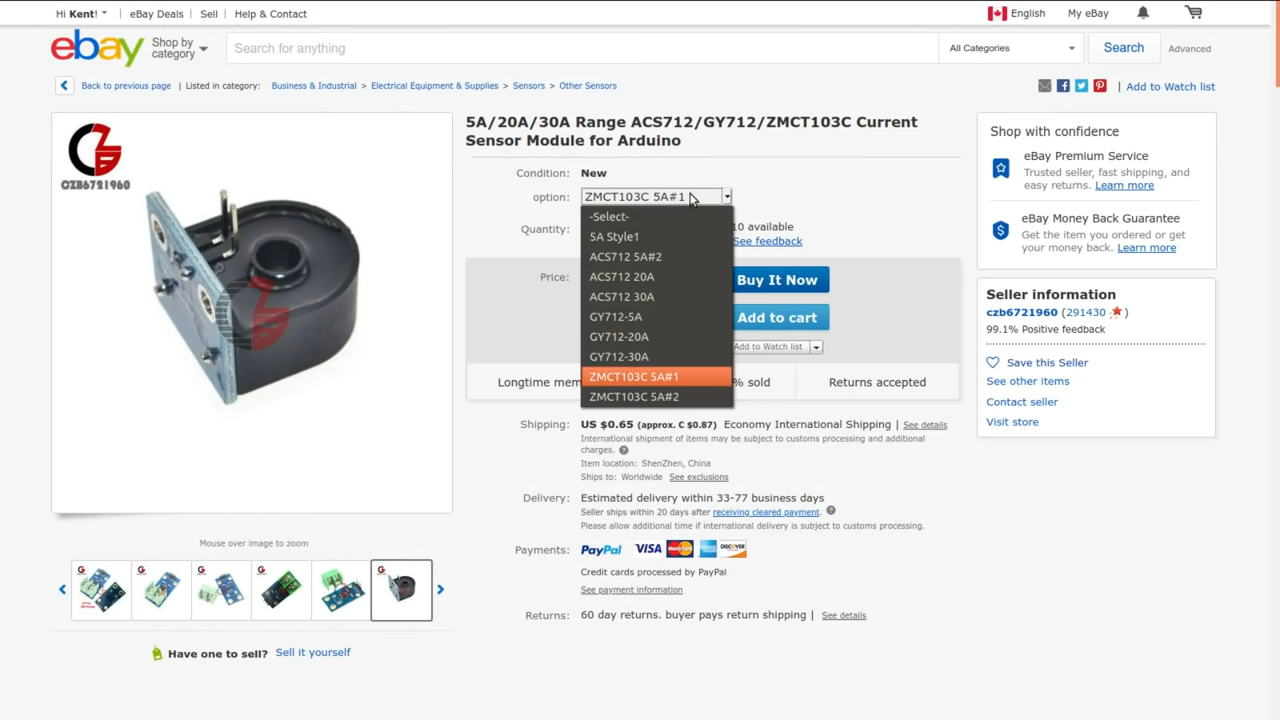 Hi Kent!
eBay Deals
Sell
Help & Contact
English
My eBay
ebay
Shop by
category
Search for anything
All Categories
Search
Advanced
Back to previous page | Listed in category: Business & Industrial > Electrical Equipment & Supplies > Sensors > Other Sensors
| Add to Watch list
CZB6721960
5A/20A/30A Range ACS712/GY712/ZMCT103C Current
Sensor Module for Arduino
Condition: New
option: ZMCT103C 5A#1
-Select-
5A Style1
ACS712 5A#2
ACS712 20A
ACS712 30A
GY712-5A
GY712-20A
GY712-30A
ZMCT103C 5A#1
ZMCT103C 5A#2
Quantity:
10 available
See feedback
Price:
Buy It Now
Add to cart
Add to Watch list
Longtime mem
% sold
Returns accepted
Shipping: US $0.65 (approx. C $0.87) Economy International Shipping | See details
International shipment of items may be subject to customs processing and additional
charges.
Item location: ShenZhen, China
Ships to: Worldwide See exclusions
Delivery: Estimated delivery within 33-77 business days
Seller ships within 20 days after receiving cleared payment.
Please allow additional time if international delivery is subject to customs processing.
Payments: PayPal VISA MasterCard DISCOVER
Credit cards processed by PayPal
See payment information
Returns: 60 day returns. buyer pays return shipping | See details
Mouse over image to zoom
Have one to sell? Sell it yourself
Shop with confidence
eBay Premium Service
Trusted seller, fast shipping, and
easy returns. Learn more
eBay Money Back Guarantee
Get the item you ordered or get
your money back. Learn more
Seller information
czb6721960 (291430 )
99.1% Positive feedback
Save this Seller
See other items
Contact seller
Visit store